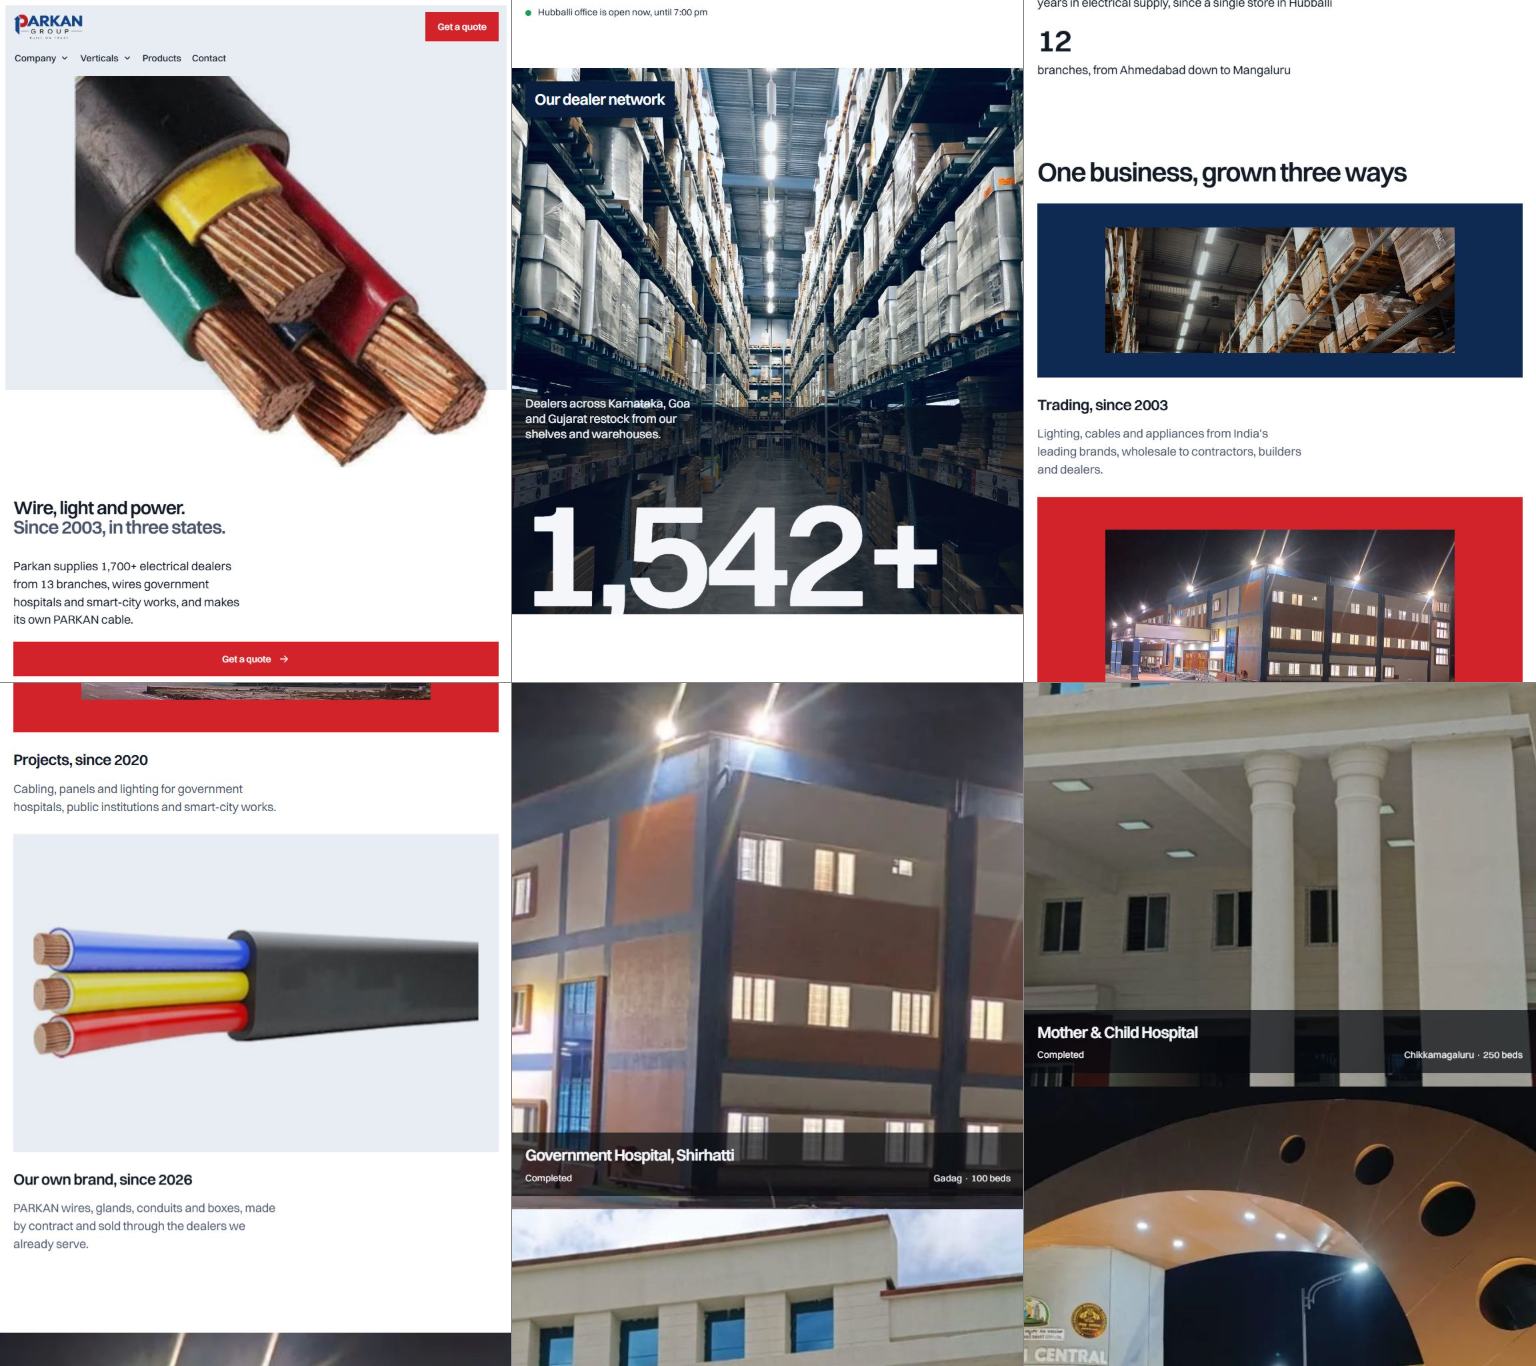 PARKAN
GROUP
Get a quote
Company
Verticals
Products
Contact
Wire, light and power.
Since 2003, in three states.
Parkan supplies 1,700+ electrical dealers
from 13 branches, wires government
hospitals and smart-city works, and makes
its own PARKAN cable.
Get a quote
Hubballi office is open now, until 7:00 pm
Our dealer network
Dealers across Karnataka, Goa
and Gujarat restock from our
shelves and warehouses.
1,542+
years in electrical supply, since a single store in Hubballi
12
branches, from Ahmedabad down to Mangaluru
One business, grown three ways
Trading, since 2003
Lighting, cables and appliances from India's
leading brands, wholesale to contractors, builders
and dealers.
Projects, since 2020
Cabling, panels and lighting for government
hospitals, public institutions and smart-city works.
Our own brand, since 2026
PARKAN wires, glands, conduits and boxes, made
by contract and sold through the dealers we
already serve.
Government Hospital, Shirhatti
Completed
Gadag · 100 beds
Mother & Child Hospital
Completed
Chikkamagaluru · 250 beds
CENTRAL